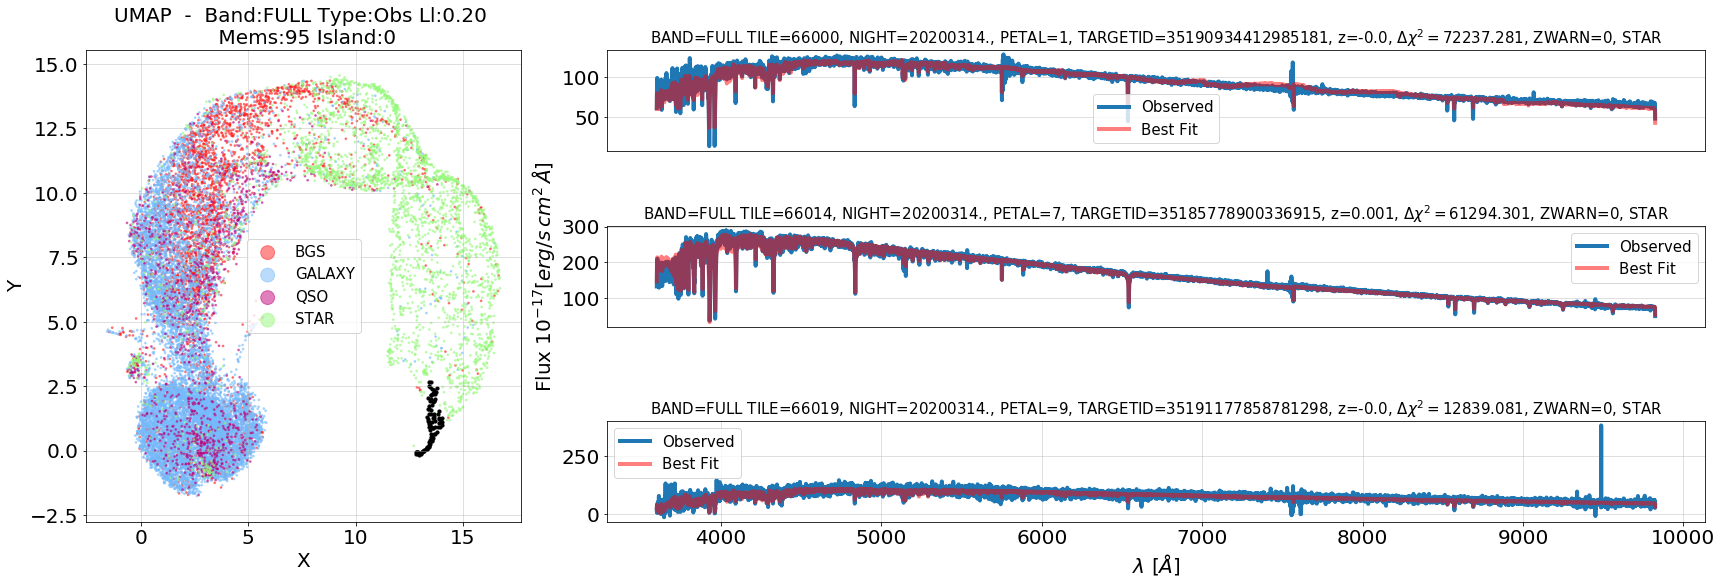 UMAP - Band:FULL Type:Obs Ll:0.20
Mems:95 Island:0
15.0
12.5
10.0
7.5
5.0
2.5
0.0
−2.5
Y
BGS
GALAXY
QSO
STAR
0 5 10 15
X
Flux 10⁻¹⁷[erg/s cm² Å]
BAND=FULL TILE=66000, NIGHT=20200314., PETAL=1, TARGETID=35190934412985181, z=-0.0, Δχ² = 72237.281, ZWARN=0, STAR
100
50
Observed
Best Fit
BAND=FULL TILE=66014, NIGHT=20200314., PETAL=7, TARGETID=35185778900336915, z=0.001, Δχ² = 61294.301, ZWARN=0, STAR
300
200
100
Observed
Best Fit
BAND=FULL TILE=66019, NIGHT=20200314., PETAL=9, TARGETID=35191177858781298, z=-0.0, Δχ² = 12839.081, ZWARN=0, STAR
250
0
Observed
Best Fit
4000 5000 6000 7000 8000 9000 10000
λ [Å]